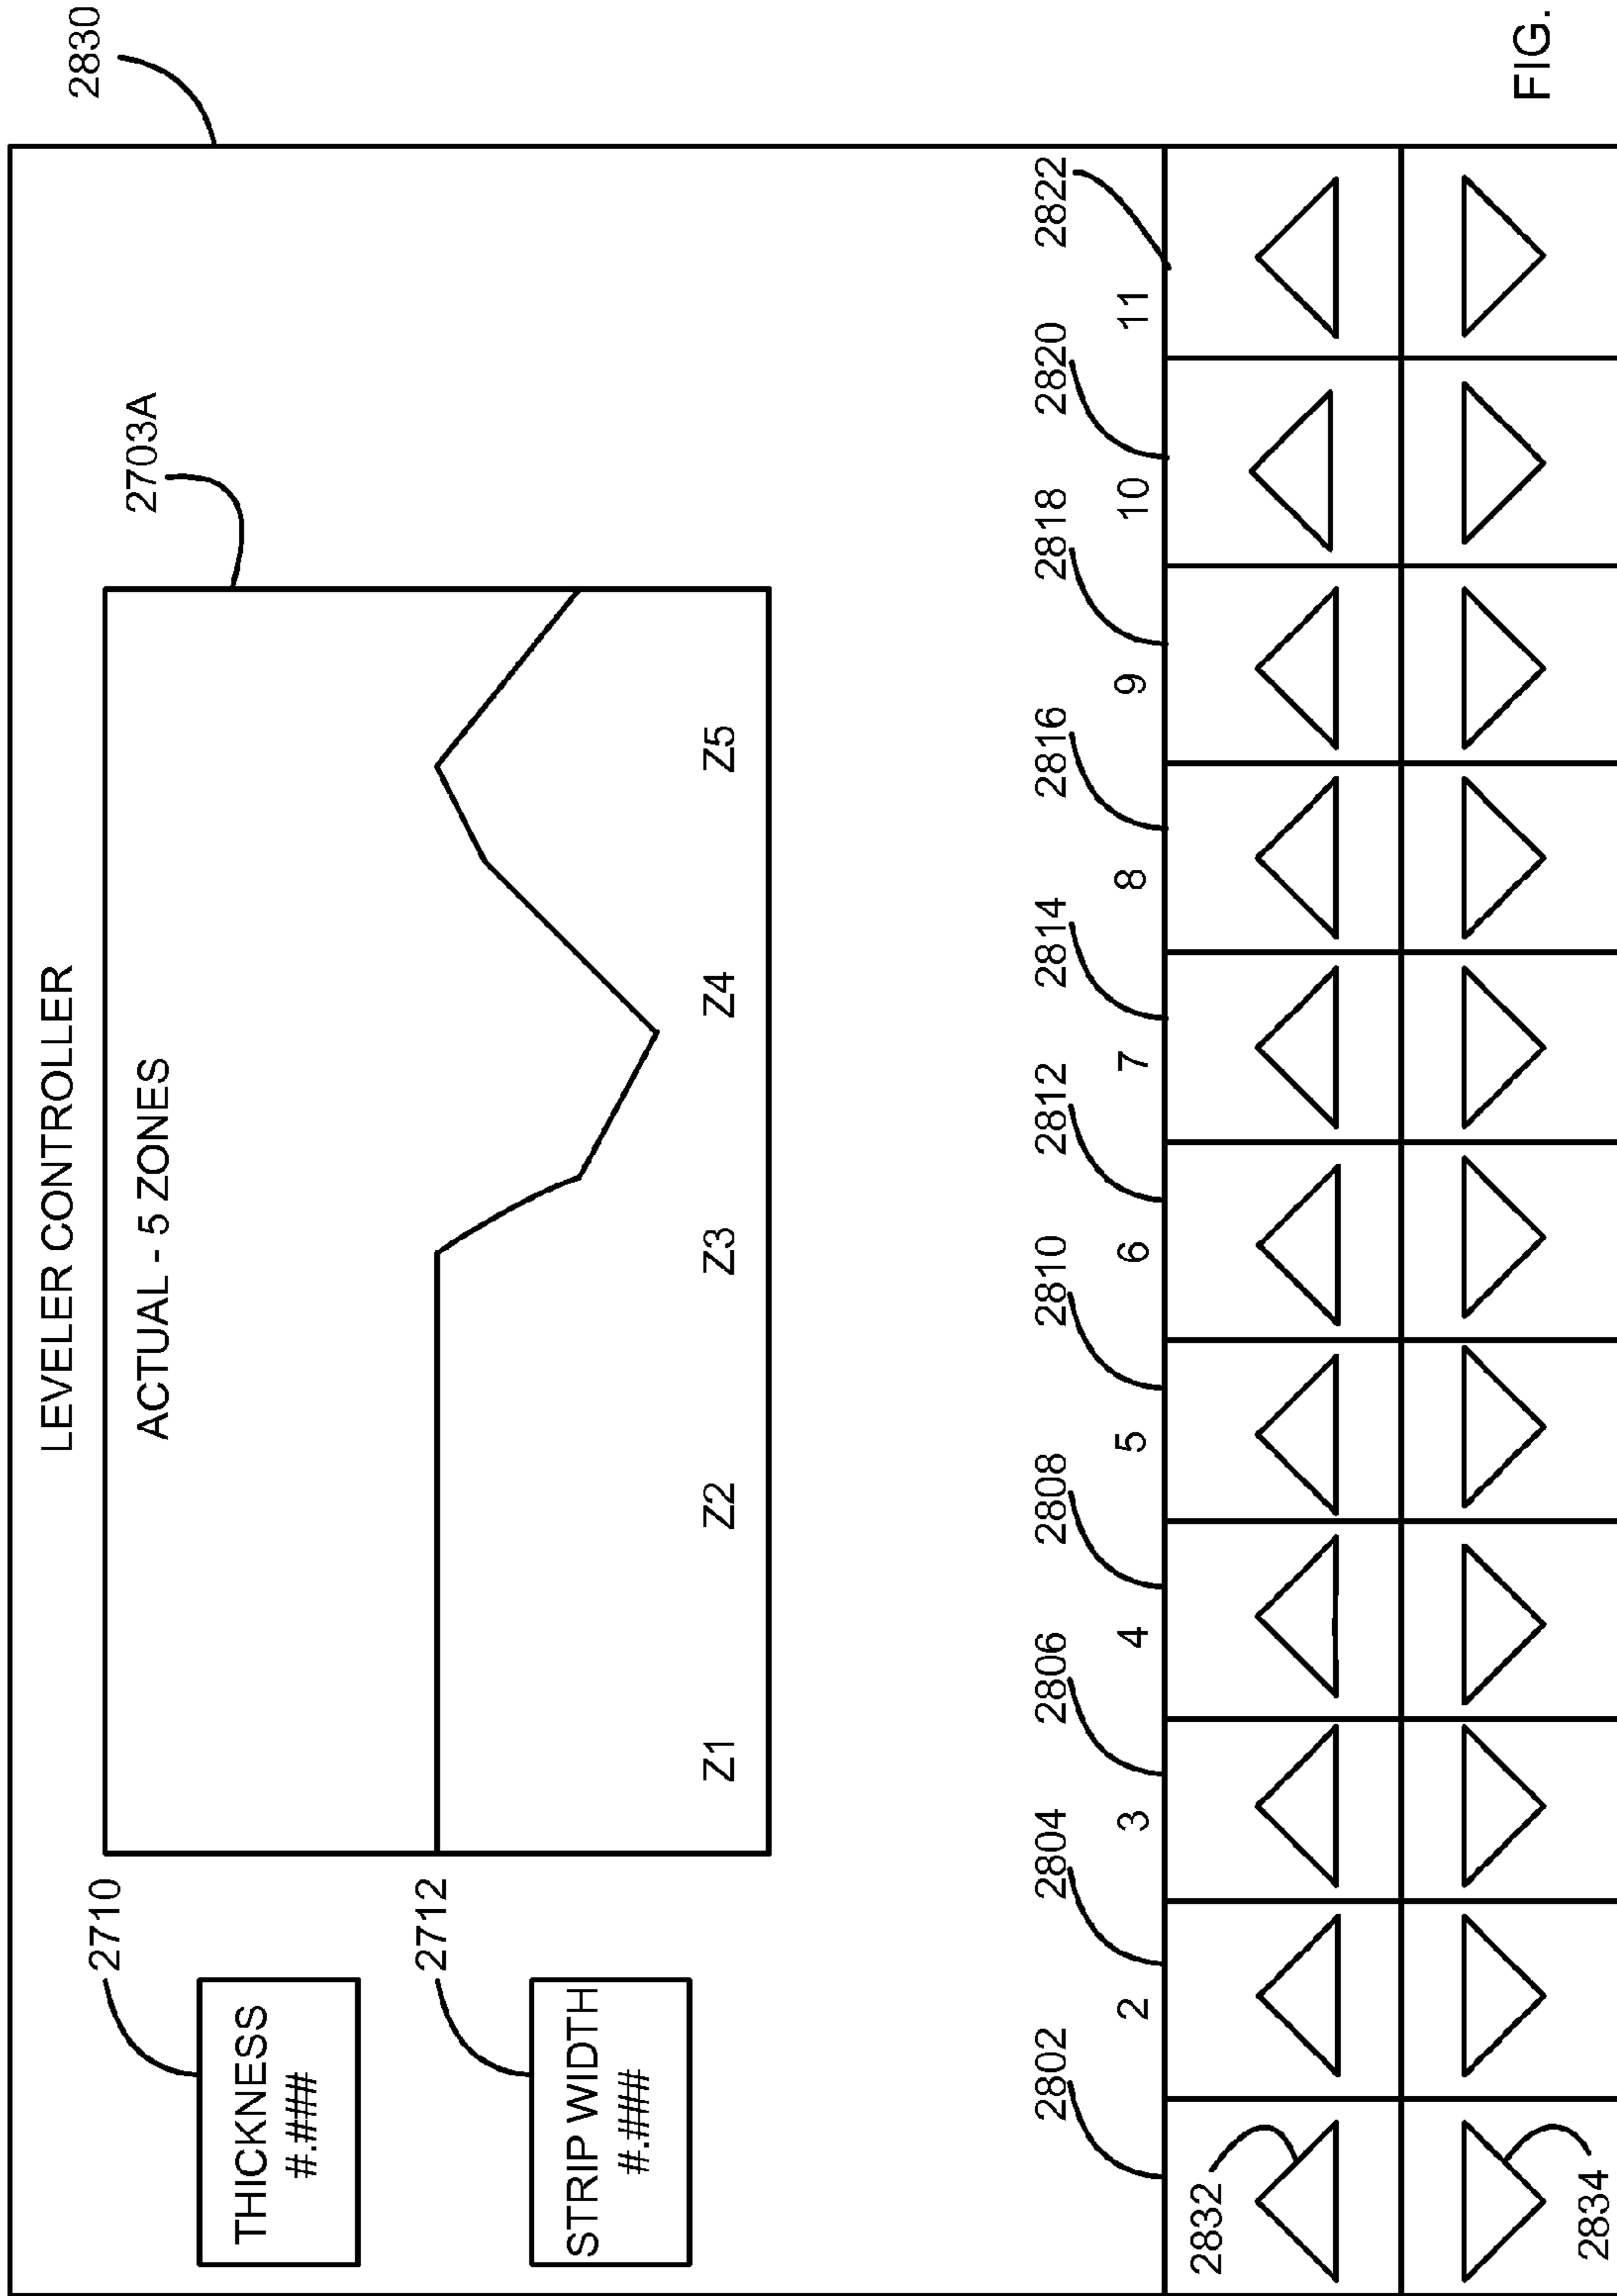 2830
LEVELER CONTROLLER
2703A
ACTUAL - 5 ZONES
2710
THICKNESS
#.###
2712
STRIP WIDTH
#.###
Z1 Z2 Z3 Z4 Z5
2802 2804 2806 2808 2810 2812 2814 2816 2818 2820 2822
2 3 4 5 6 7 8 9 10 11
2832
2834
FIG.